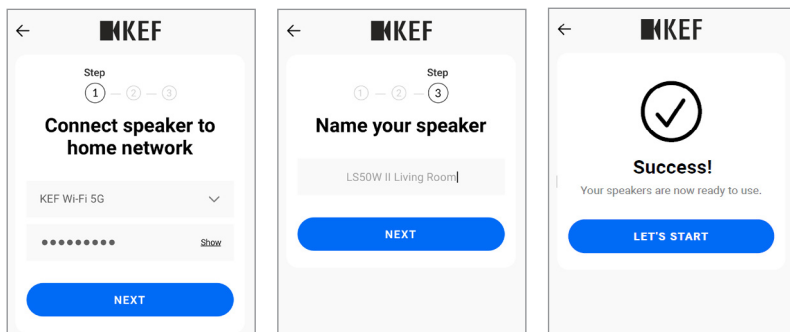 KEF
Step
1 2 3
Connect speaker to
home network
KEF Wi-Fi 5G
Show
NEXT
KEF
Step
1 2 3
Name your speaker
LS50W II Living Room
NEXT
KEF
Success!
Your speakers are now ready to use.
LET'S START